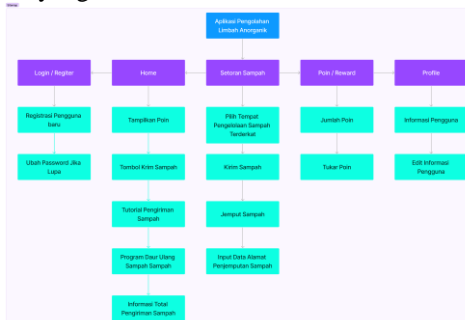 Aplikasi Pengolahan
Limbah Anorganik
Login / Regiter
Home
Setoran Sampah
Poin / Reward
Profile
Registrasi Pengguna
baru
Tampilkan Poin
Pilih Tempat
Pengelolaan Sampah
Terdekat
Jumlah Poin
Informasi Pengguna
Ubah Password Jika
Lupa
Tombol Kirim Sampah
Kirim Sampah
Tukar Poin
Edit Informasi
Pengguna
Tutorial Pengiriman
Sampah
Jemput Sampah
Program Daur Ulang
Sampah Sampah
Input Data Alamat
Penjemputan Sampah
Informasi Total
Pengiriman Sampah